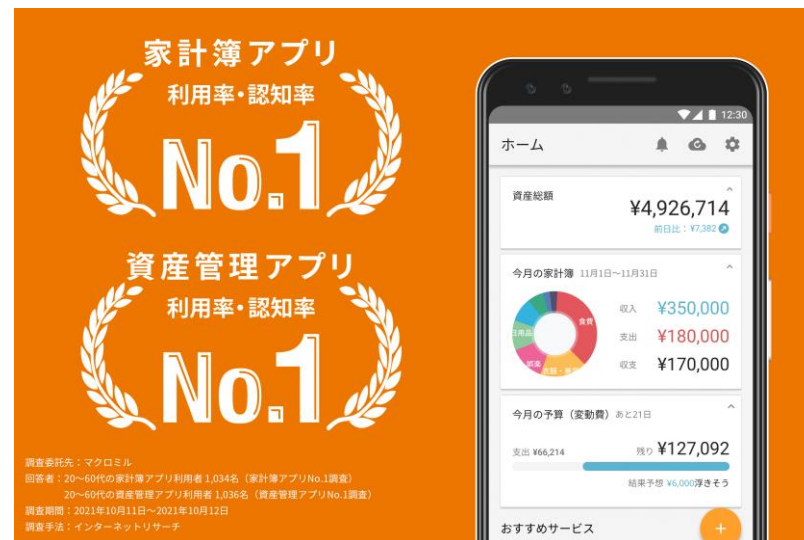 家計簿アプリ
利用率・認知率
No.1
資産管理アプリ
利用率・認知率
No.1
調査委託先：マクロミル
回答者：20〜60代の家計簿アプリ利用者 1,034名（家計簿アプリNo.1調査）
20〜60代の資産管理アプリ利用者 1,036名（資産管理アプリNo.1調査）
調査期間：2021年10月11日〜2021年10月12日
調査手法：インターネットリサーチ
12:30
ホーム
資産総額
¥4,926,714
前日比：¥7,382
今月の家計簿 11月1日〜11月31日
食費
日用品
娯楽
収入 ¥350,000
支出 ¥180,000
収支 ¥170,000
今月の予算（変動費） あと21日
支出 ¥66,214 残り ¥127,092
結果予想 ¥6,000浮きそう
おすすめサービス